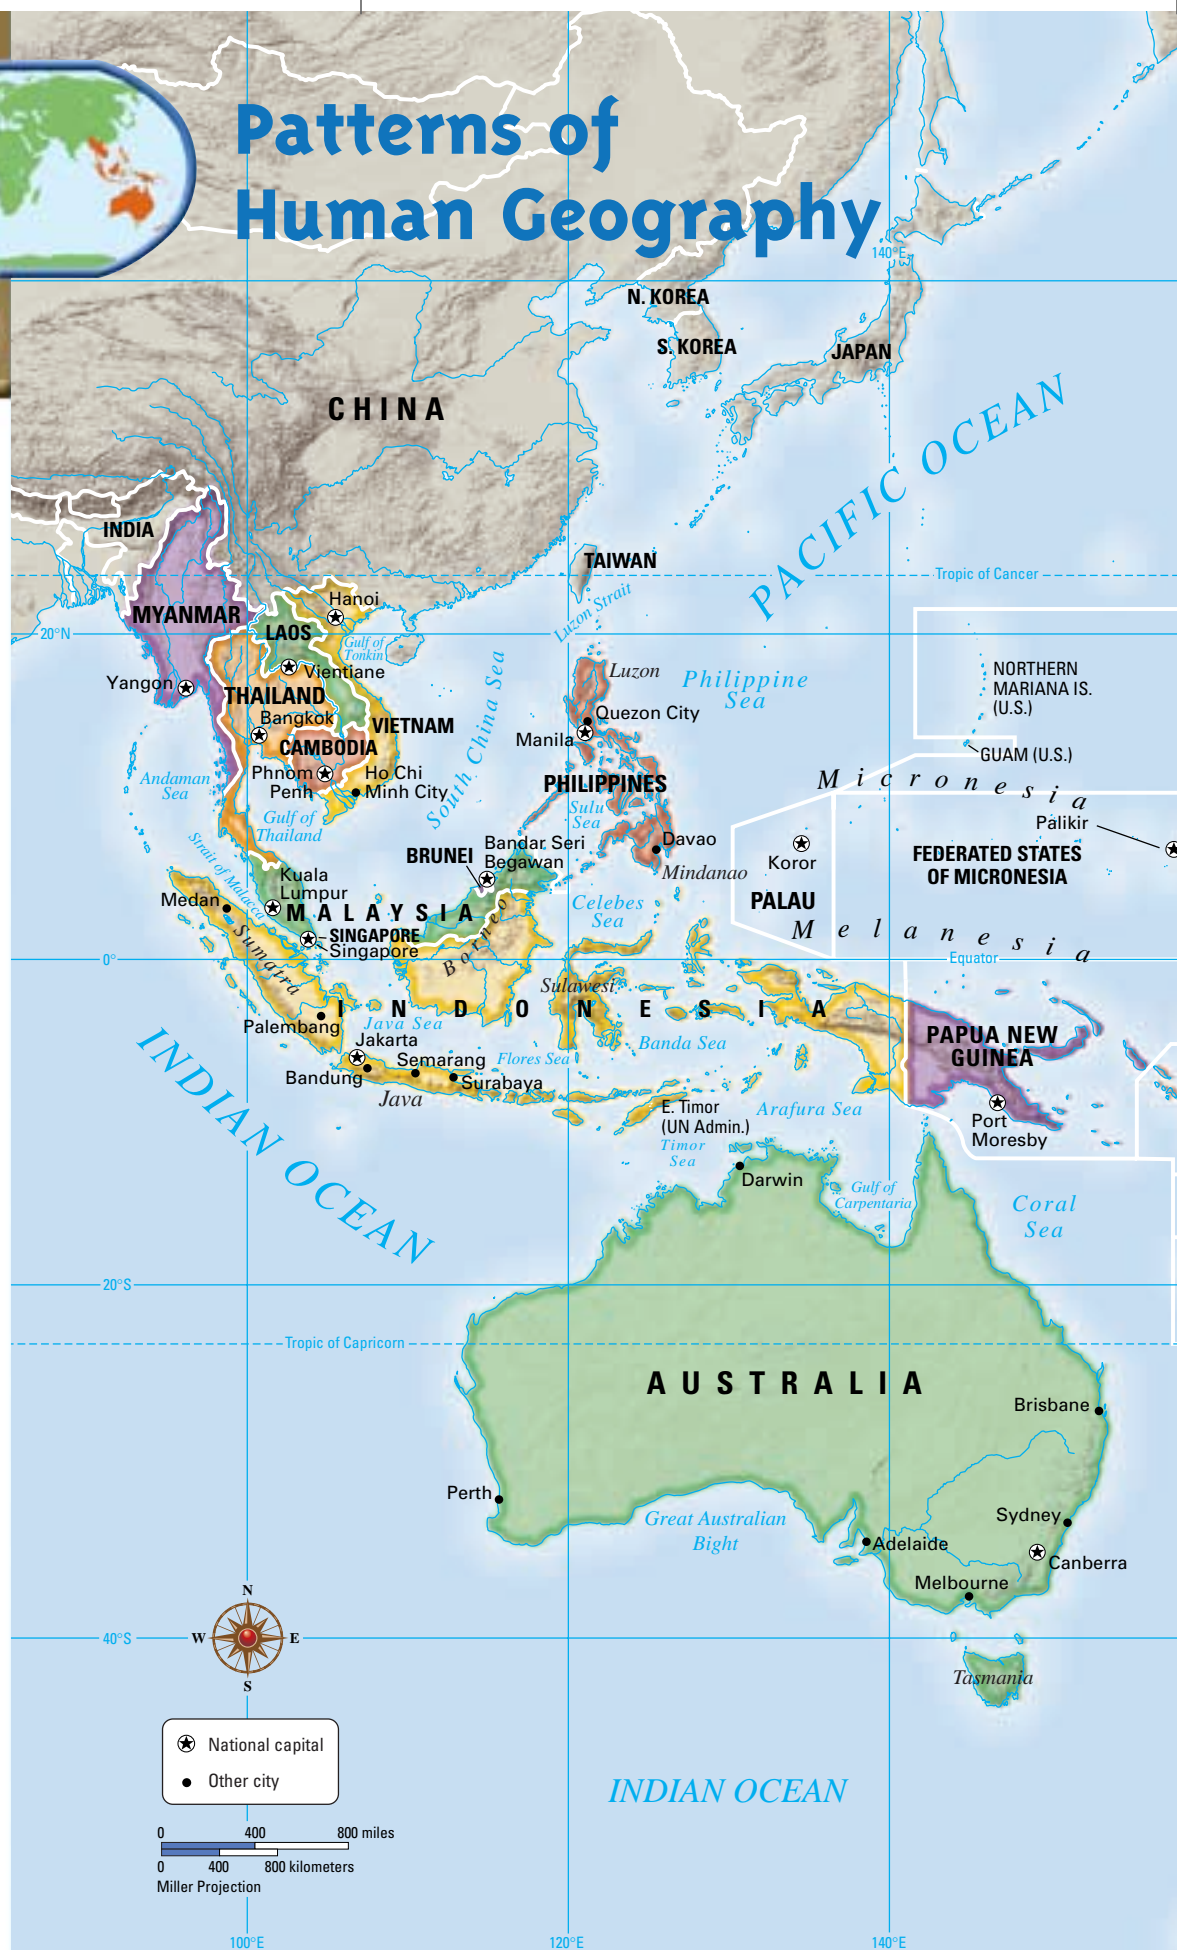 Patterns of
Human Geography
140°E
N. KOREA
S. KOREA
JAPAN
CHINA
PACIFIC OCEAN
INDIA
TAIWAN
Tropic of Cancer
MYANMAR
Hanoi
Luzon Strait
20°N
LAOS
Gulf of
Tonkin
Vientiane
Luzon
Philippine
Sea
NORTHERN
MARIANA IS.
(U.S.)
Yangon
THAILAND
Bangkok
VIETNAM
South China Sea
Quezon City
Manila
CAMBODIA
GUAM (U.S.)
Andaman
Sea
Phnom
Penh
Ho Chi
Minh City
PHILIPPINES
Micronesia
Gulf of
Thailand
Sulu
Sea
Palikir
Strait of Malacca
BRUNEI
Bandar Seri
Begawan
Davao
Koror
FEDERATED STATES
OF MICRONESIA
Kuala
Lumpur
Mindanao
Medan
MALAYSIA
Celebes
Sea
PALAU
SINGAPORE
Singapore
Melanesia
Sumatra
Borneo
0°
Equator
Sulawesi
INDONESIA
Palembang
Java Sea
PAPUA NEW
GUINEA
Jakarta
Banda Sea
INDIAN OCEAN
Semarang
Flores Sea
Bandung
Surabaya
Java
E. Timor
(UN Admin.)
Arafura Sea
Port
Moresby
Timor
Sea
Darwin
Gulf of
Carpentaria
Coral
Sea
20°S
Tropic of Capricorn
AUSTRALIA
Brisbane
Perth
Great Australian
Bight
Sydney
Adelaide
Canberra
Melbourne
N
W
E
S
40°S
Tasmania
National capital
Other city
INDIAN OCEAN
0 400 800 miles
0 400 800 kilometers
Miller Projection
100°E
120°E
140°E